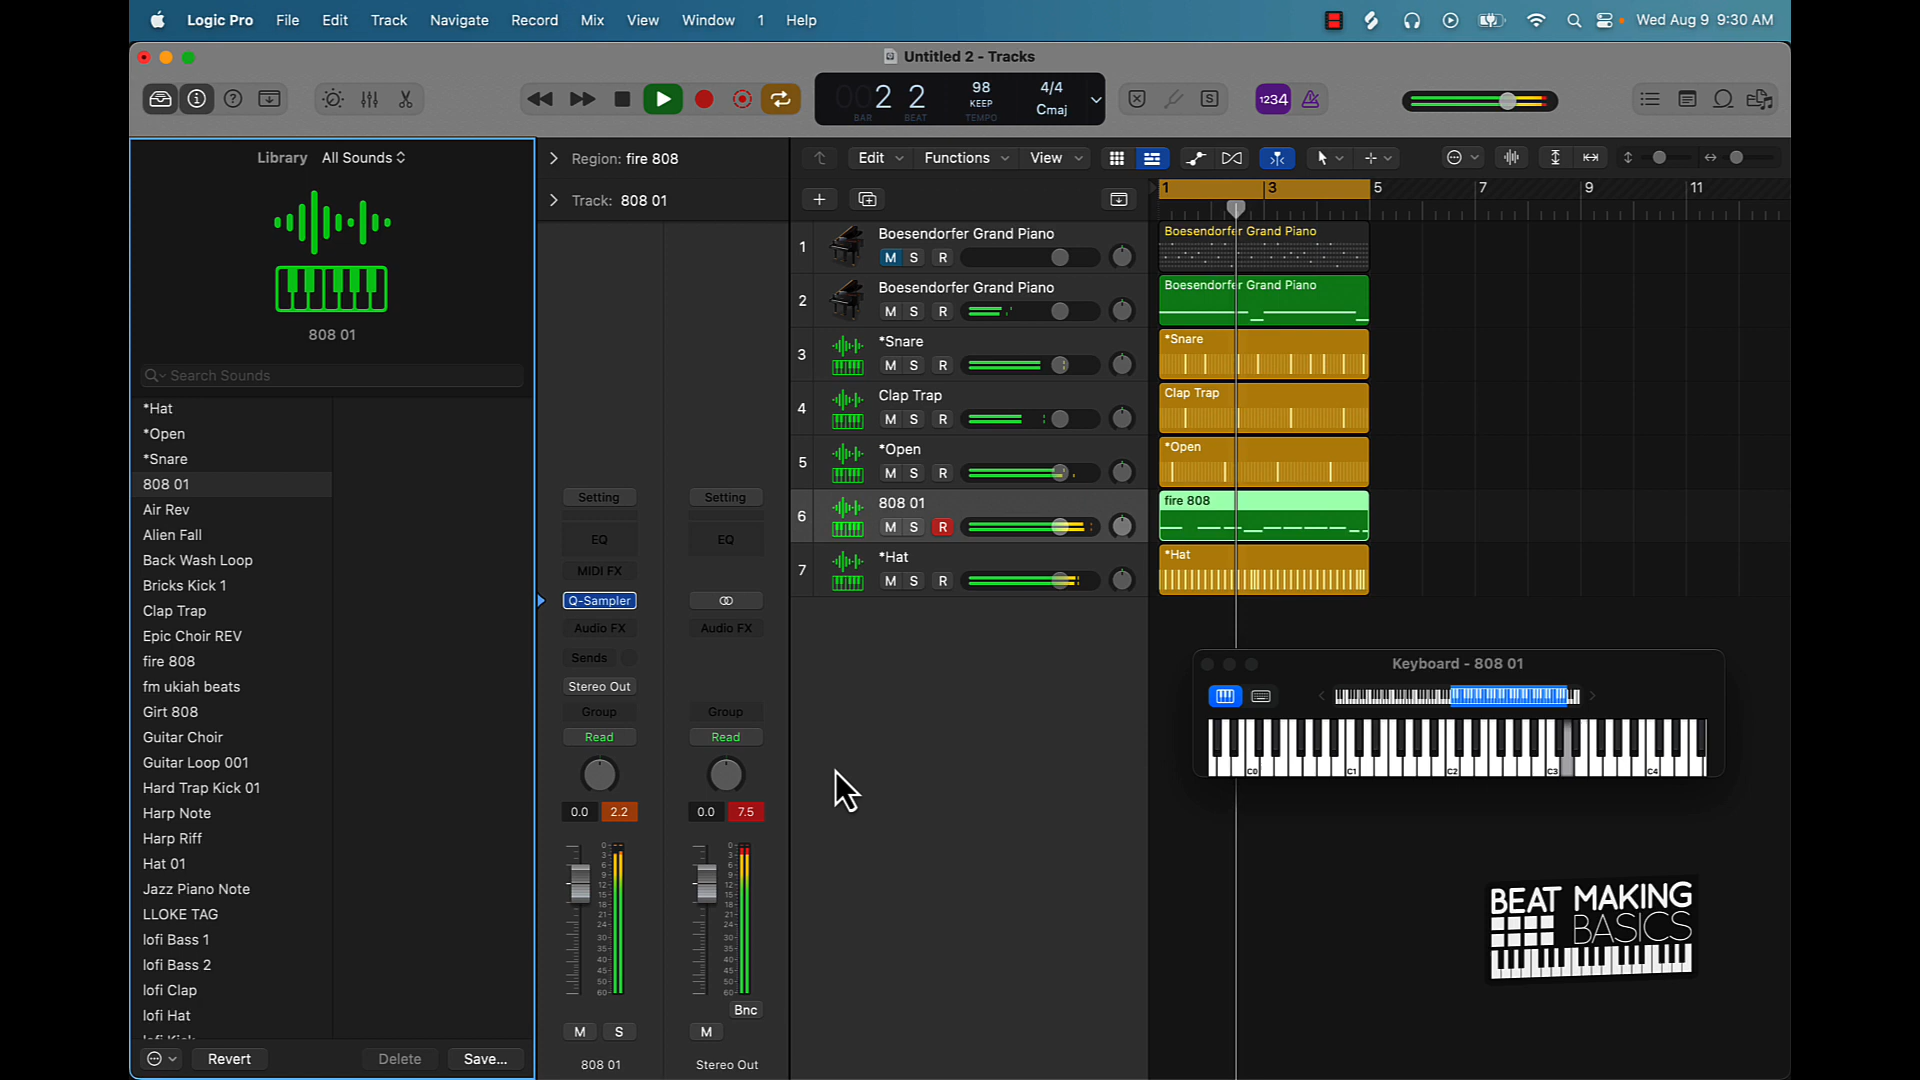 Logic Pro File Edit Track Navigate Record Mix View Window 1 Help
Wed Aug 9 9:30 AM
Untitled 2 - Tracks
2 2
BAR BEAT
98
KEEP
TEMPO
4/4
Cmaj
1234
Library All Sounds
808 01
Search Sounds
*Hat
*Open
*Snare
808 01
Air Rev
Alien Fall
Back Wash Loop
Bricks Kick 1
Clap Trap
Epic Choir REV
fire 808
fm ukiah beats
Girt 808
Guitar Choir
Guitar Loop 001
Hard Trap Kick 01
Harp Note
Harp Riff
Hat 01
Jazz Piano Note
LLOKE TAG
lofi Bass 1
lofi Bass 2
lofi Clap
lofi Hat
Revert Delete Save...
Region: fire 808
Track: 808 01
Setting Setting
EQ EQ
MIDI FX
Q-Sampler
Audio FX Audio FX
Sends
Stereo Out
Group Group
Read Read
0.0 2.2 0.0 7.5
Bnc
M S M
808 01 Stereo Out
Edit Functions View
1 3 5 7 9 11
1 Boesendorfer Grand Piano
M S R
2 Boesendorfer Grand Piano
M S R
3 *Snare
M S R
4 Clap Trap
M S R
5 *Open
M S R
6 808 01
M S R
7 *Hat
M S R
Boesendorfer Grand Piano
Boesendorfer Grand Piano
*Snare
Clap Trap
*Open
fire 808
*Hat
Keyboard - 808 01
C0 C1 C2 C3 C4
BEAT MAKING
BASICS